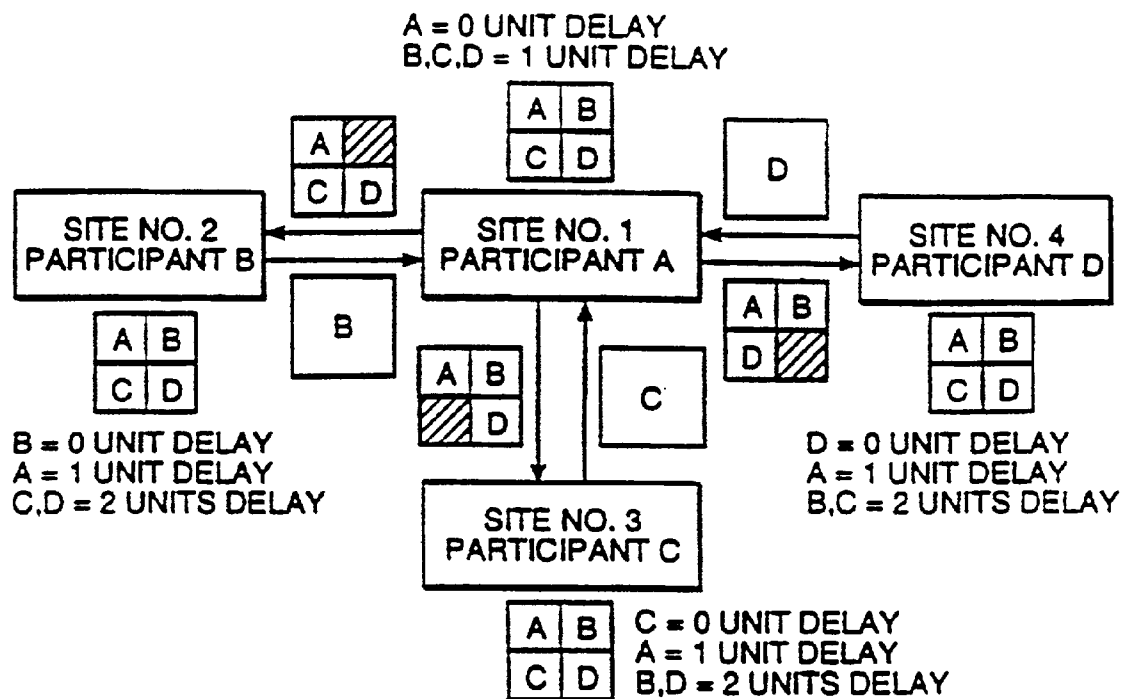 A = 0 UNIT DELAY
B,C,D = 1 UNIT DELAY
A B
C D
A
C D
D
SITE NO. 2
PARTICIPANT B
SITE NO. 1
PARTICIPANT A
SITE NO. 4
PARTICIPANT D
A B
C D
B
A B
D
C
A B
D
A B
C D
B = 0 UNIT DELAY
A = 1 UNIT DELAY
C,D = 2 UNITS DELAY
D = 0 UNIT DELAY
A = 1 UNIT DELAY
B,C = 2 UNITS DELAY
SITE NO. 3
PARTICIPANT C
A B
C D
C = 0 UNIT DELAY
A = 1 UNIT DELAY
B,D = 2 UNITS DELAY